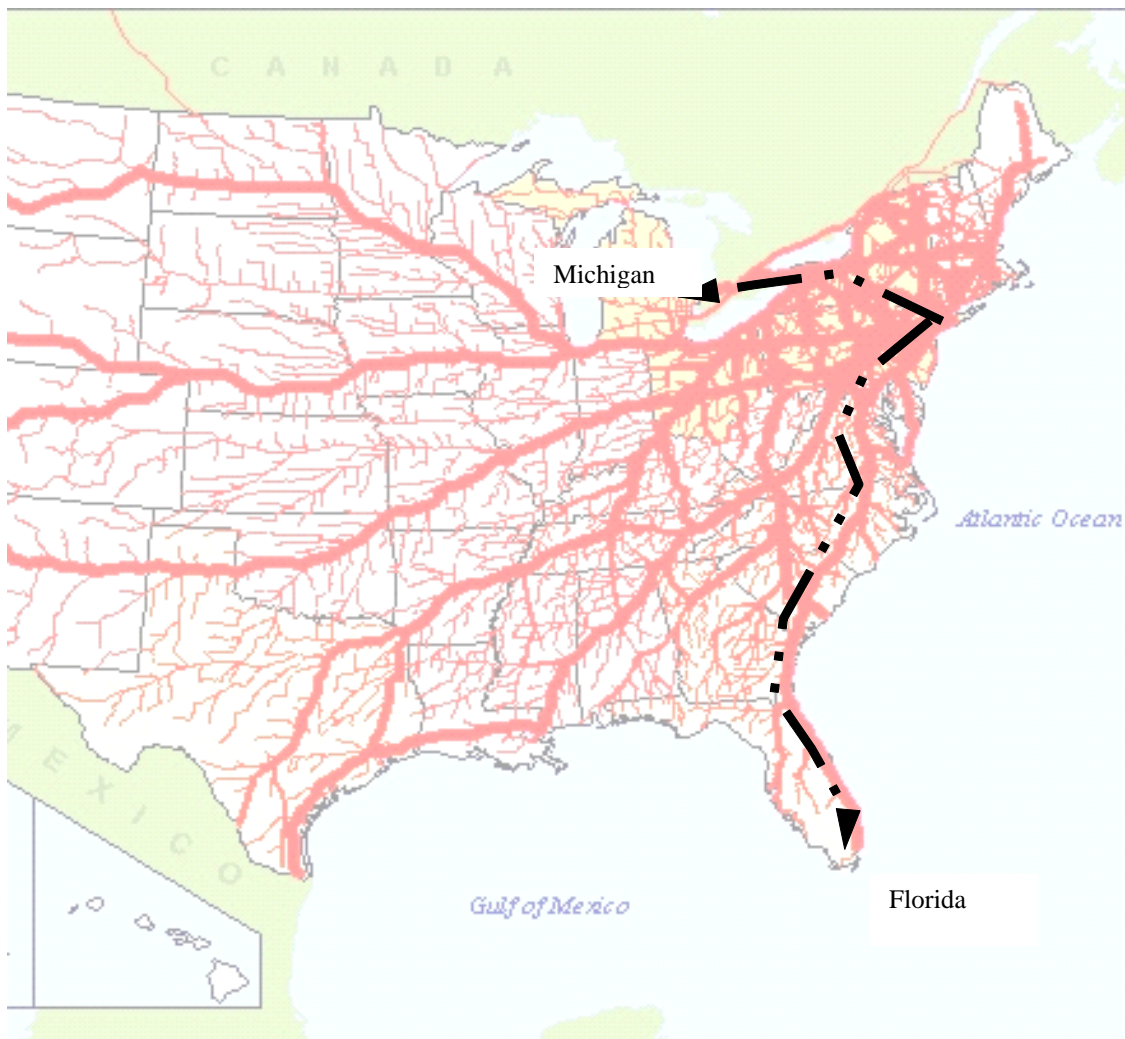 CANADA
Michigan
Atlantic Ocean
MEXICO
Gulf of Mexico
Florida